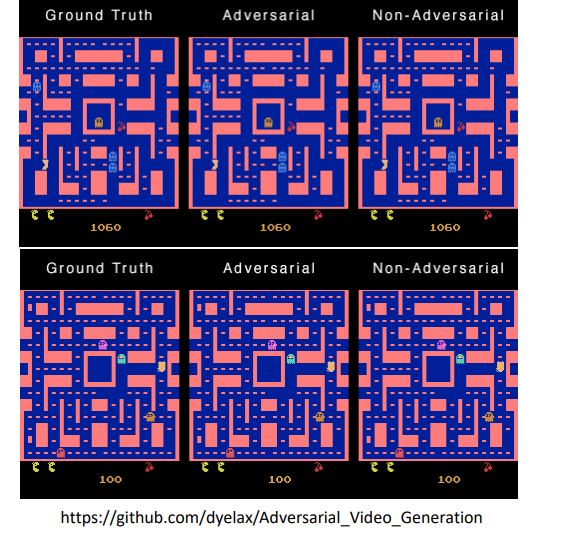 Ground Truth Adversarial Non-Adversarial
1060 1060 1060
Ground Truth Adversarial Non-Adversarial
100 100 100
https://github.com/dyelax/Adversarial_Video_Generation